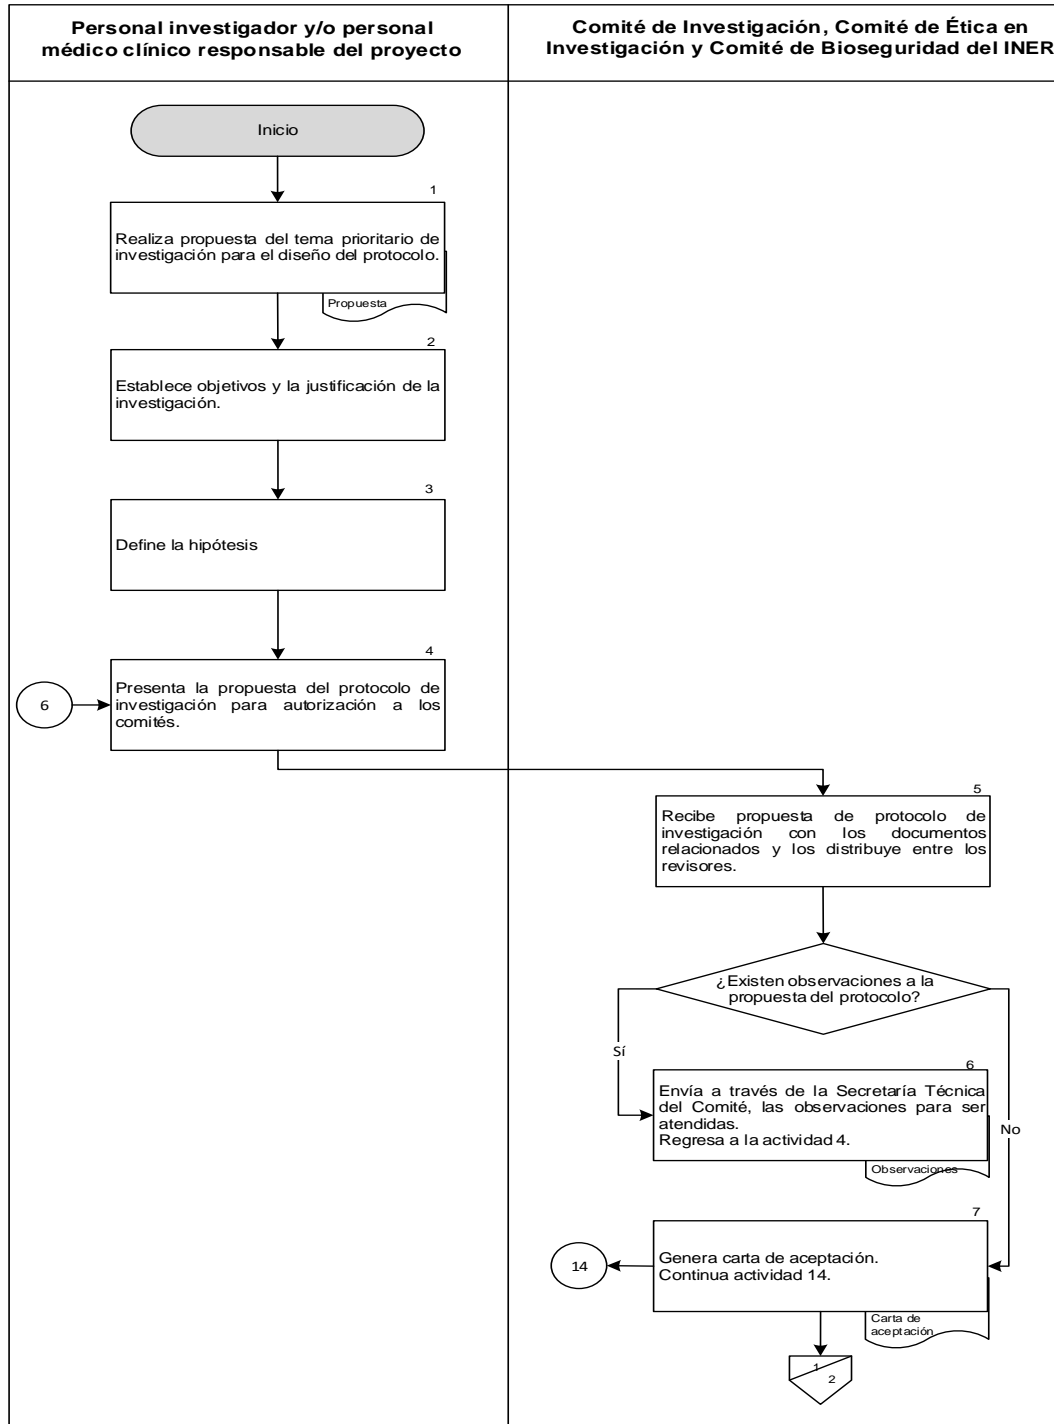 Personal investigador y/o personal
médico clínico responsable del proyecto
Comité de Investigación, Comité de Ética en
Investigación y Comité de Bioseguridad del INER
Inicio
1
Realiza propuesta del tema prioritario de
investigación para el diseño del protocolo.
Propuesta
2
Establece objetivos y la justificación de la
investigación.
3
Define la hipótesis
4
6
Presenta la propuesta del protocolo de
investigación para autorización a los
comités.
5
Recibe propuesta de protocolo de
investigación con los documentos
relacionados y los distribuye entre los
revisores.
¿Existen observaciones a la
propuesta del protocolo?
Sí
No
6
Envía a través de la Secretaría Técnica
del Comité, las observaciones para ser
atendidas.
Regresa a la actividad 4.
Observaciones
7
14
Genera carta de aceptación.
Continua actividad 14.
Carta de
aceptación
1
2